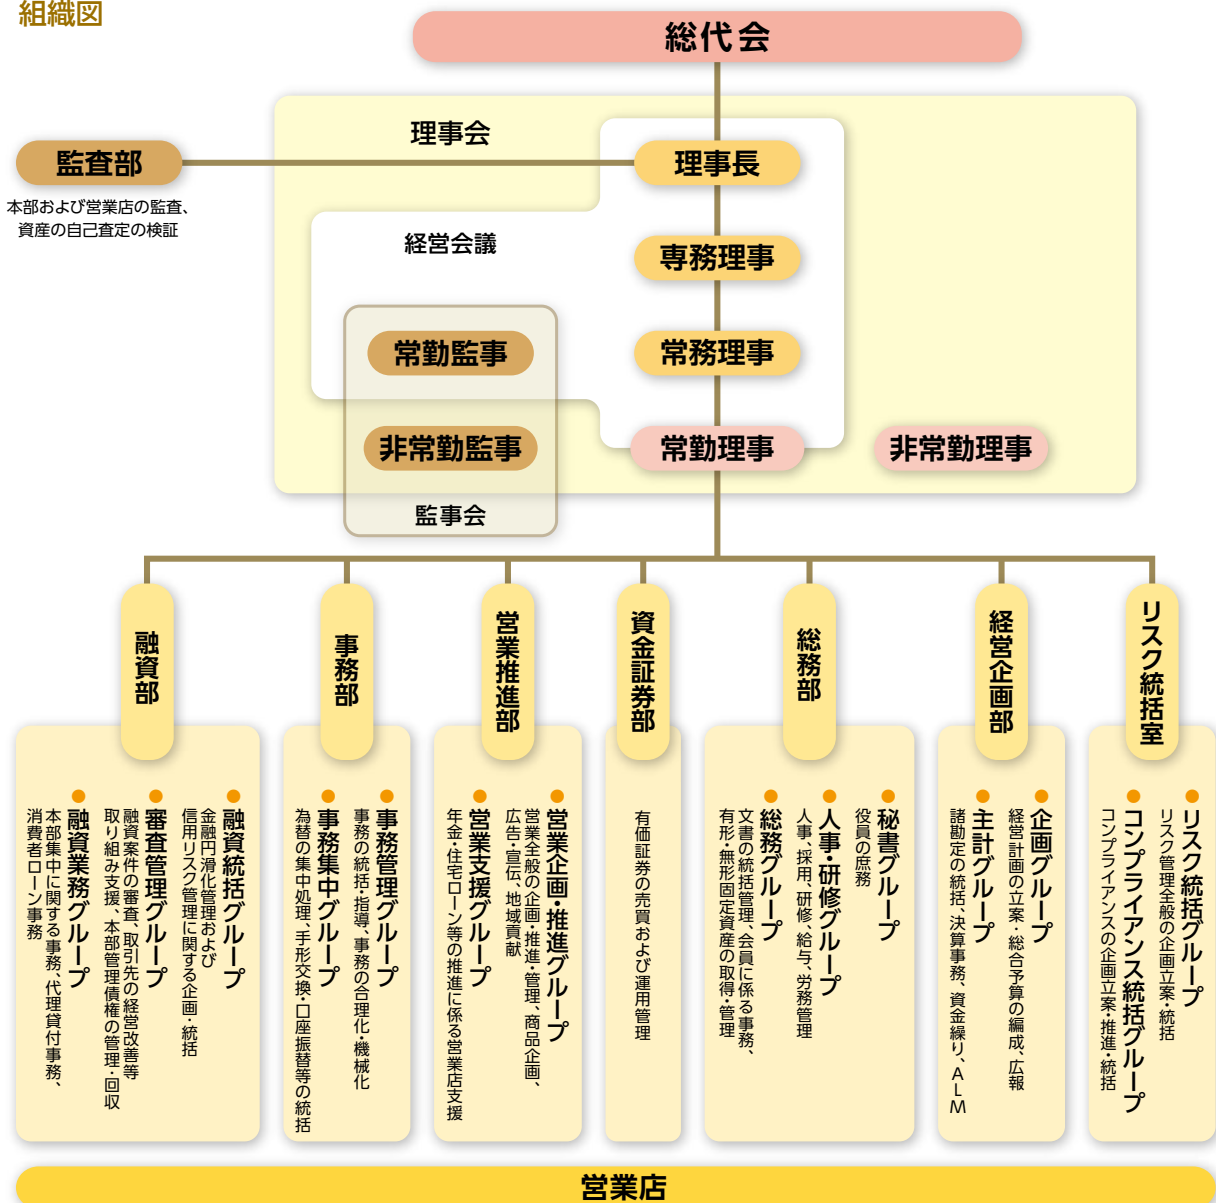 組織図
総代会
理事会
監査部
本部および営業店の監査、
資産の自己査定の検証
理事長
経営会議
専務理事
常勤監事
常務理事
非常勤監事
常勤理事
非常勤理事
監事会
リスク統括室
リスク統括グループ
リスク管理全般の企画立案・統括
コンプライアンス統括グループ
コンプライアンスの企画立案・推進・統括
経営企画部
企画グループ
経営計画の立案・総合予算の編成、広報
主計グループ
諸勘定の統括、決算事務、資金繰り、ALM
総務部
秘書グループ
役員の庶務
人事・研修グループ
人事、採用、研修、給与、労務管理
総務グループ
文書の統括管理、会員に係る事務、
有形・無形固定資産の取得・管理
資金証券部
有価証券の売買および運用管理
営業推進部
営業企画・推進グループ
営業全般の企画・推進・管理、商品企画、
広告・宣伝、地域貢献
営業支援グループ
年金・住宅ローン等の推進に係る営業店支援
事務部
事務管理グループ
事務の統括・指導、事務の合理化・機械化
事務集中グループ
為替の集中処理、手形交換・口座振替等の統括
融資部
融資統括グループ
金融円滑化管理および
信用リスク管理に関する企画・統括
審査管理グループ
融資案件の審査、取引先の経営改善等
取り組み支援、本部管理債権の管理・回収
融資業務グループ
本部集中に関する事務、代理貸付事務、
消費者ローン事務
営業店